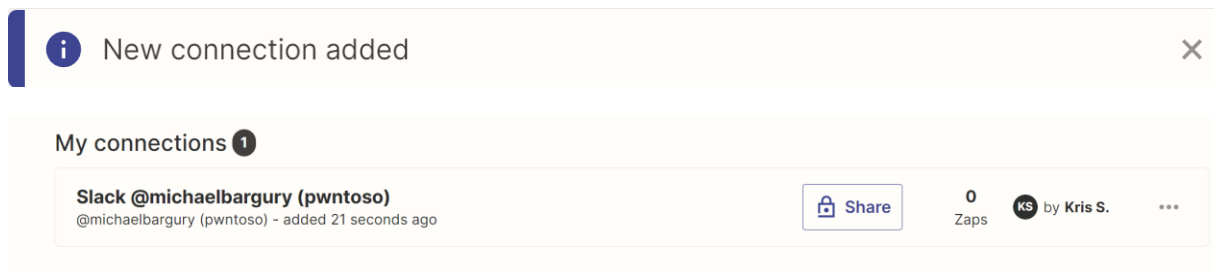 New connection added
My connections 1
Slack @michaelbargury (pwntoso)
@michaelbargury (pwntoso) - added 21 seconds ago
Share
0
Zaps
KS by Kris S.